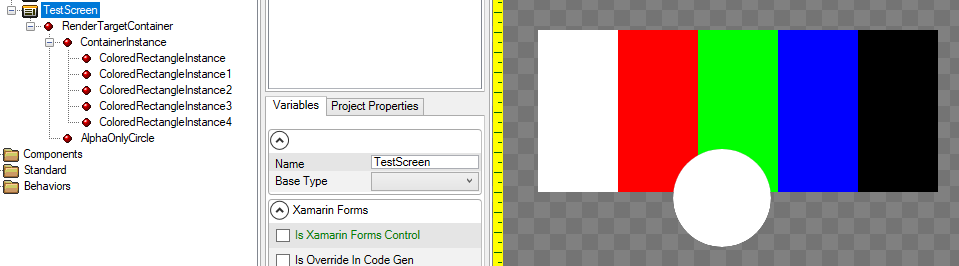 TestScreen
RenderTargetContainer
ContainerInstance
ColoredRectangleInstance
ColoredRectangleInstance1
ColoredRectangleInstance2
ColoredRectangleInstance3
ColoredRectangleInstance4
AlphaOnlyCircle
Components
Standard
Behaviors
Variables Project Properties
Name TestScreen
Base Type
Xamarin Forms
Is Xamarin Forms Control
Is Override In Code Gen